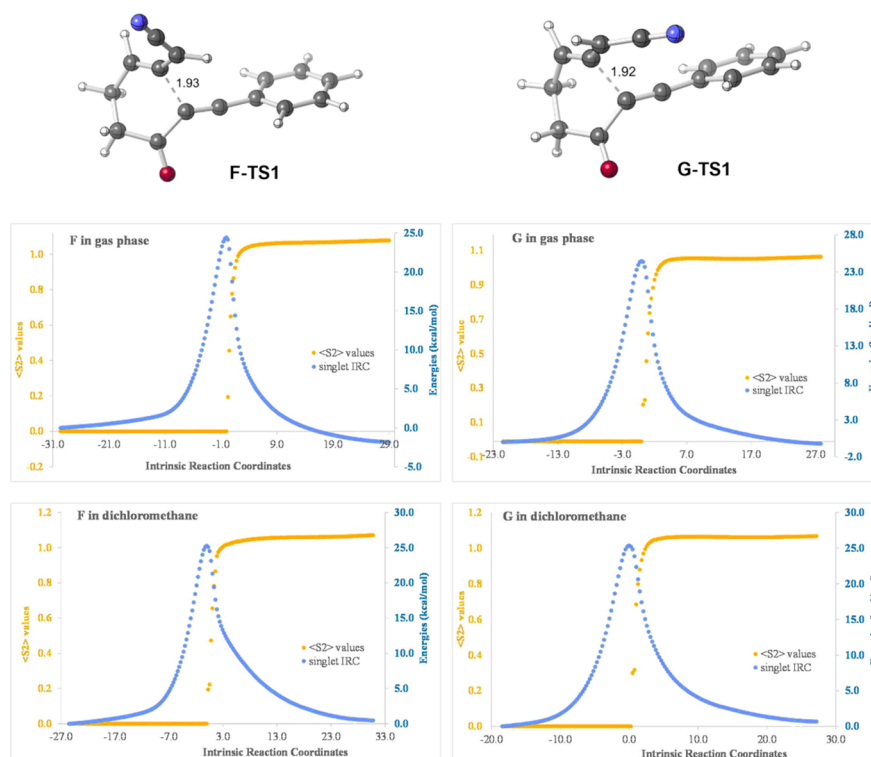 1.93
1.92
F-TS1
G-TS1
F in gas phase
1.0
0.8
0.6
0.4
0.2
0.0
-0.2
<S2> values
25.0
20.0
15.0
10.0
5.0
0.0
-5.0
Energies (kcal/mol)
<S2> values
singlet IRC
-31.0 -21.0 -11.0 -1.0 9.0 19.0 29.0
Intrinsic Reaction Coordinates
G in gas phase
1.1
0.9
0.7
0.5
0.3
0.1
-0.1
<S2> value
28.0
23.0
18.0
13.0
8.0
3.0
-2.0
<S2> values
singlet IRC
-23.0 -13.0 -3.0 7.0 17.0 27.0
Intrinsic Reaction Coordinates
F in dichloromethane
1.2
1.0
0.8
0.6
0.4
0.2
0.0
<S2> values
30.0
25.0
20.0
15.0
10.0
5.0
0.0
Energies (kcal/mol)
<S2> values
singlet IRC
-27.0 -17.0 -7.0 3.0 13.0 23.0 33.0
Intrinsic Reaction Coordinates
G in dichloromethane
1.2
1.0
0.8
0.6
0.4
0.2
0.0
<S2> values
30.0
25.0
20.0
15.0
10.0
5.0
0.0
<S2> values
singlet IRC
-20.0 -10.0 0.0 10.0 20.0 30.0
Intrinsic Reaction Coordinates